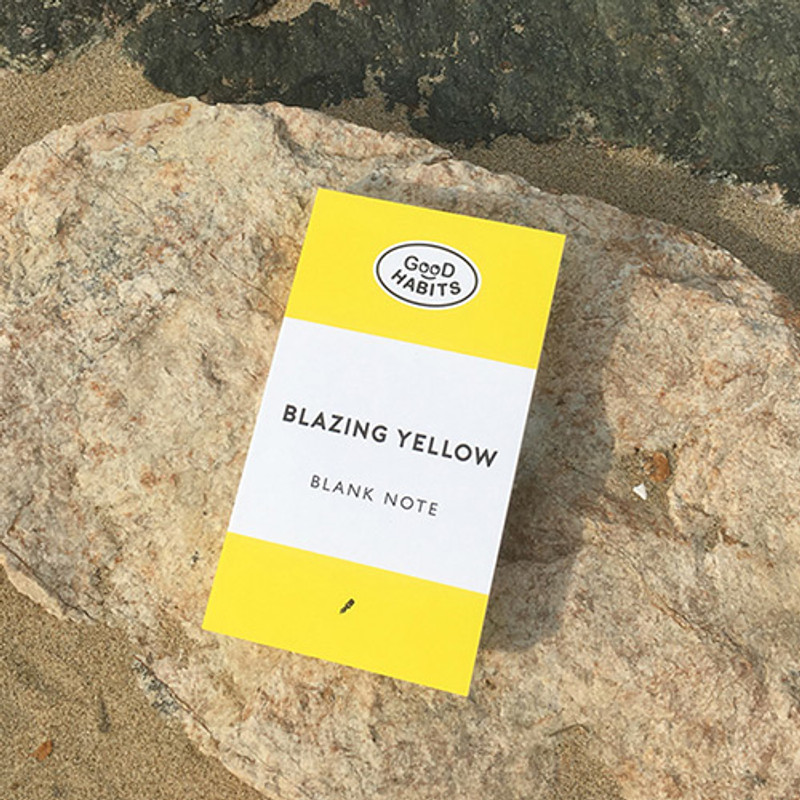 GooD
HABITS
BLAZING YELLOW
BLANK NOTE